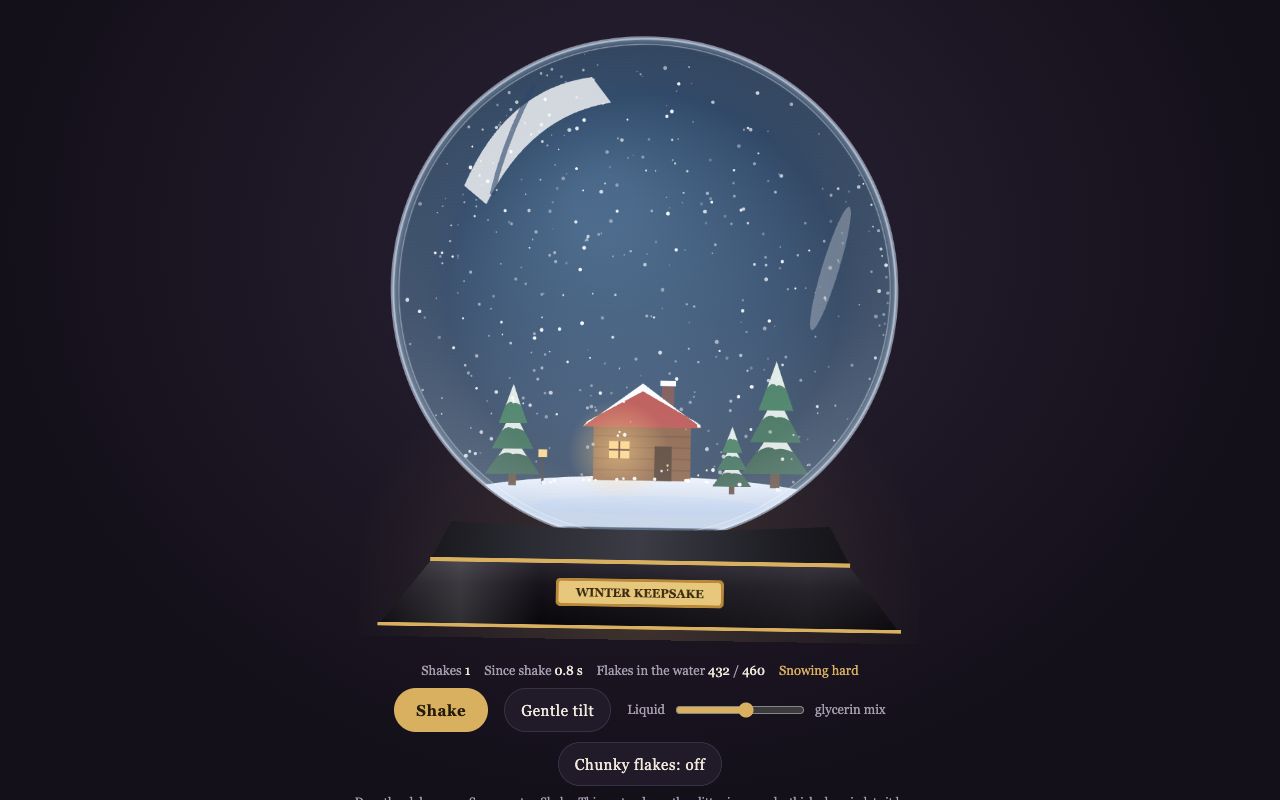 WINTER KEEPSAKE
Shakes 1 Since shake 0.8 s Flakes in the water 432 / 460 Snowing hard
Shake Gentle tilt Liquid glycerin mix
Chunky flakes: off